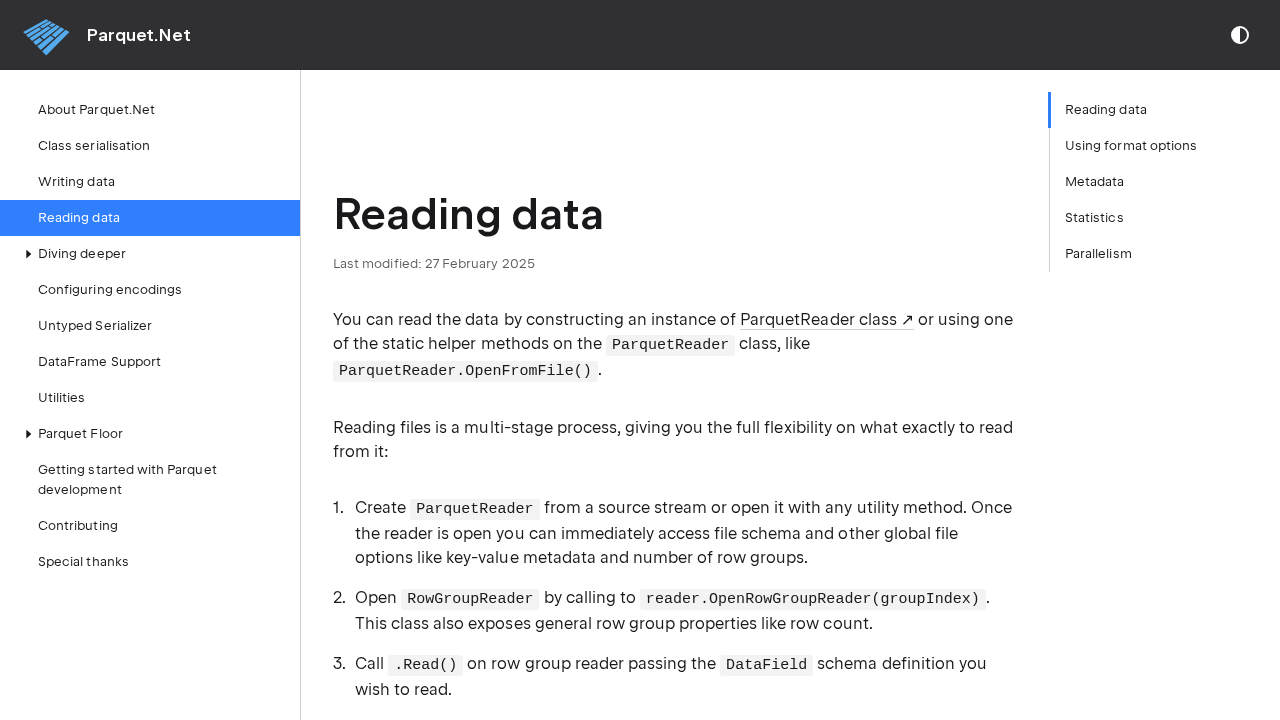 Parquet.Net
About Parquet.Net
Class serialisation
Writing data
Reading data
Diving deeper
Configuring encodings
Untyped Serializer
DataFrame Support
Utilities
Parquet Floor
Getting started with Parquet
development
Contributing
Special thanks
Reading data
Last modified: 27 February 2025
You can read the data by constructing an instance of ParquetReader class ↗ or using one
of the static helper methods on the ParquetReader class, like
ParquetReader.OpenFromFile().
Reading files is a multi-stage process, giving you the full flexibility on what exactly to read
from it:
1. Create ParquetReader from a source stream or open it with any utility method. Once
the reader is open you can immediately access file schema and other global file
options like key-value metadata and number of row groups.
2. Open RowGroupReader by calling to reader.OpenRowGroupReader(groupIndex).
This class also exposes general row group properties like row count.
3. Call .Read() on row group reader passing the DataField schema definition you
wish to read.
Reading data
Using format options
Metadata
Statistics
Parallelism